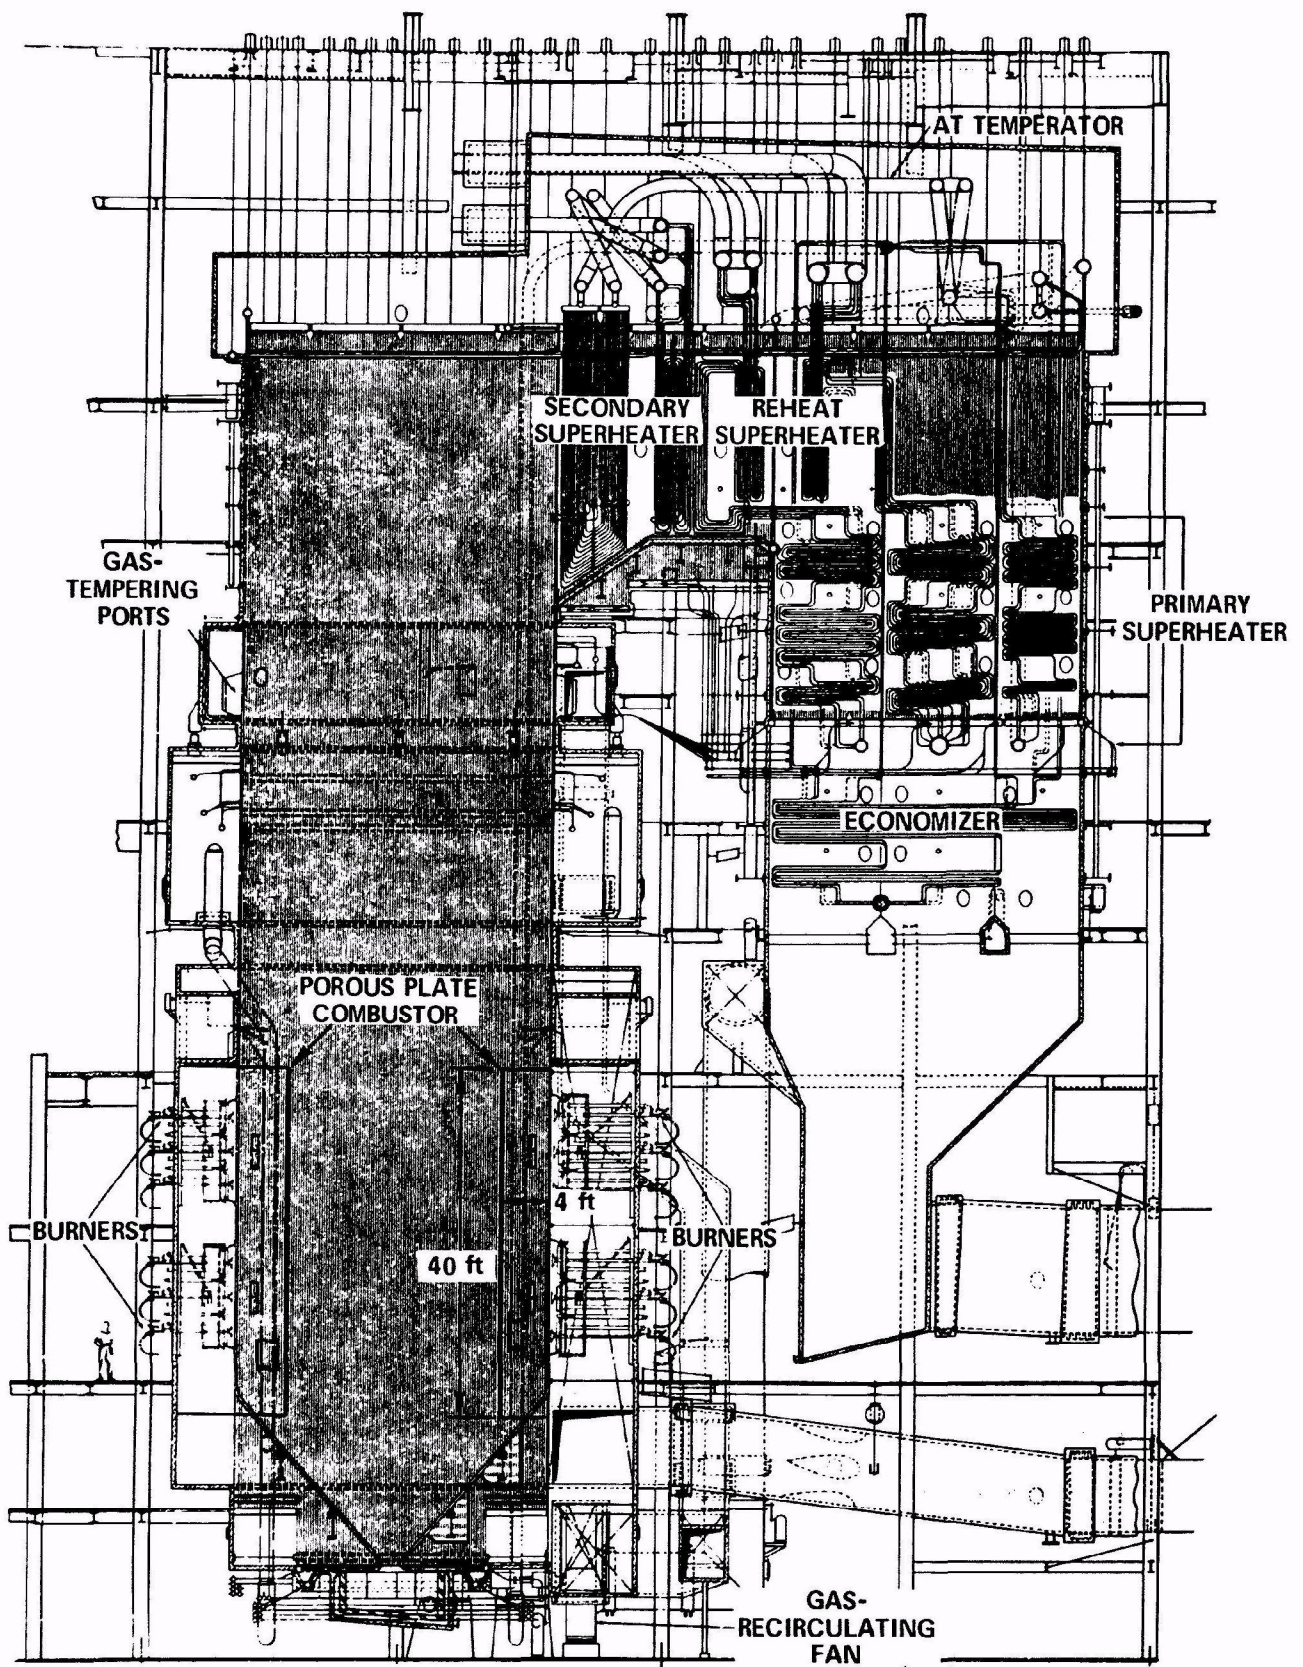 AT TEMPERATOR
SECONDARY
SUPERHEATER
REHEAT
SUPERHEATER
GAS-
TEMPERING
PORTS
PRIMARY
SUPERHEATER
ECONOMIZER
POROUS PLATE
COMBUSTOR
4 ft
BURNERS
BURNERS
40 ft
GAS-
RECIRCULATING
FAN